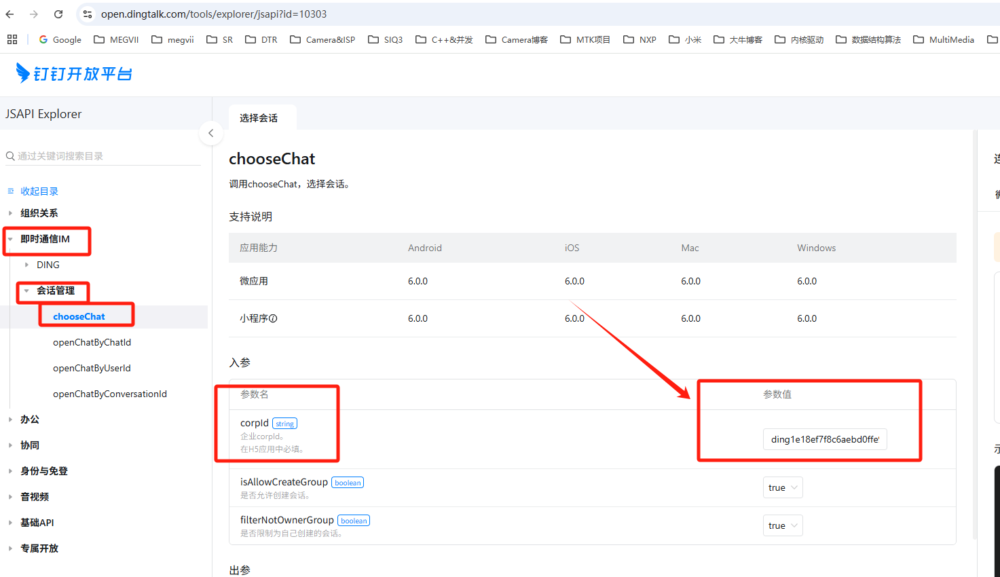 open.dingtalk.com/tools/explorer/jsapi?id=10303
Google MEGVII megvii SR DTR Camera&ISP SIQ3 C++&并发 Camera博客 MTK项目 NXP 小米 大牛博客 内核驱动 数据结构算法 MultiMedia
钉钉开放平台
JSAPI Explorer
选择会话
通过关键词搜索目录
收起目录
组织关系
即时通信IM
DING
会话管理
chooseChat
openChatByChatId
openChatByUserId
openChatByConversationId
办公
协同
身份与免登
音视频
基础API
专属开放
chooseChat
调用chooseChat，选择会话。
支持说明
应用能力 Android iOS Mac Windows
微应用 6.0.0 6.0.0 6.0.0 6.0.0
小程序 6.0.0 6.0.0 6.0.0 6.0.0
入参
参数名 参数值
corpId string
企业corpId。
在H5应用中必填。
ding1e18ef7f8c6aebd0ffe
isAllowCreateGroup boolean
是否允许创建会话。
true
filterNotOwnerGroup boolean
是否限制为自己创建的会话。
true
出参